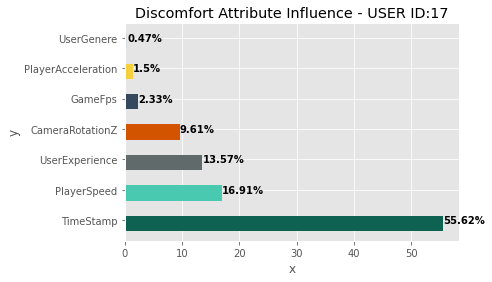 Discomfort Attribute Influence - USER ID:17
UserGenere
0.47%
PlayerAcceleration
1.5%
GameFps
2.33%
CameraRotationZ
9.61%
UserExperience
13.57%
PlayerSpeed
16.91%
TimeStamp
55.62%
y
0 10 20 30 40 50
x